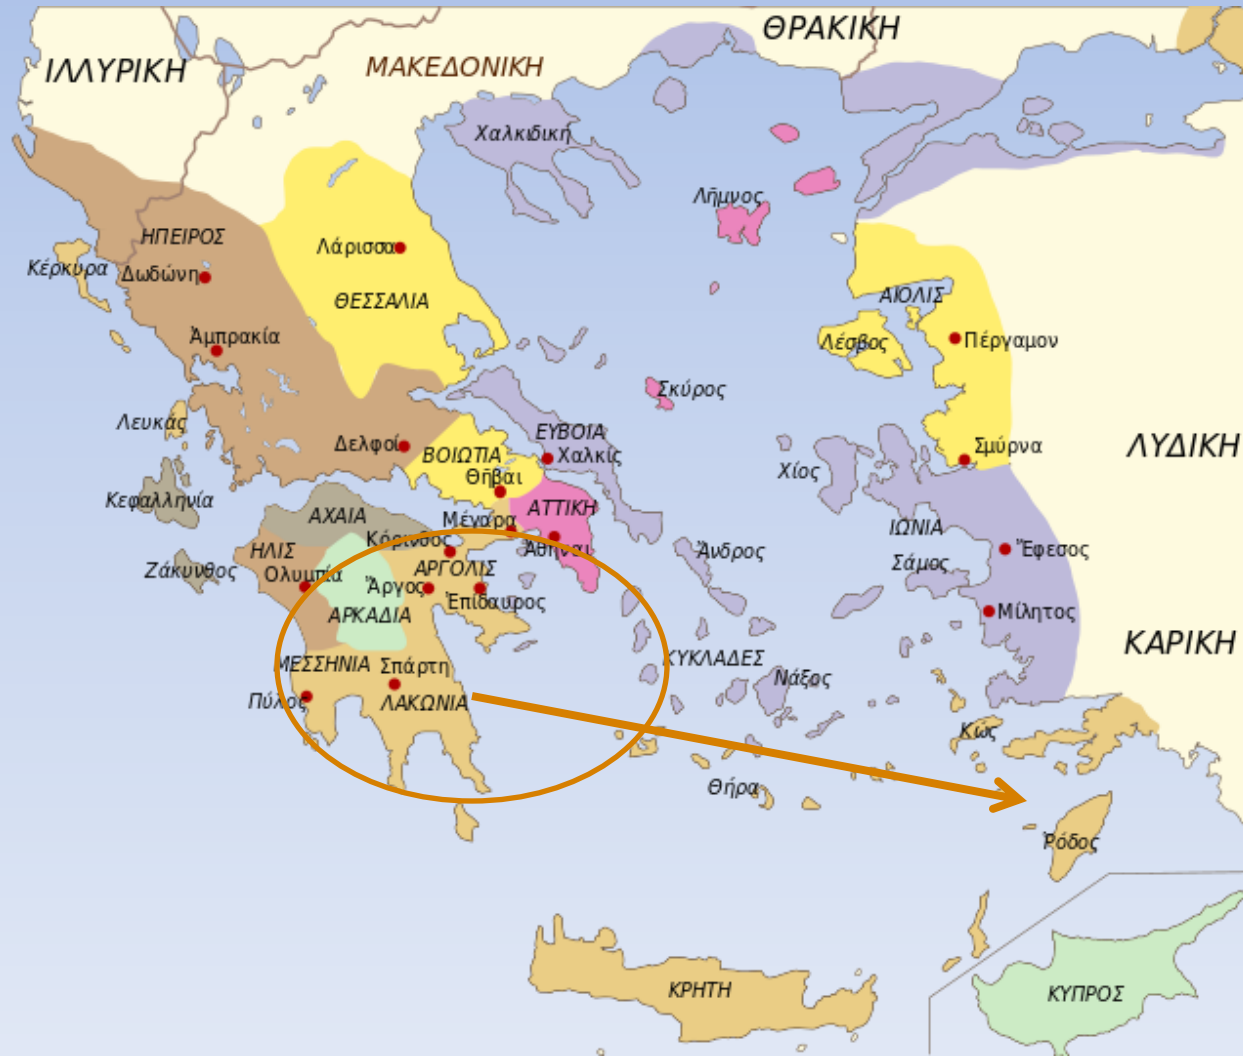 ΘΡΑΚΙΚΗ
ΙΛΛΥΡΙΚΗ
ΜΑΚΕΔΟΝΙΚΗ
Χαλκιδική
Λῆμνος
ΗΠΕΙΡΟΣ
Λάρισσα
Κέρκυρα
Δωδώνη
ΘΕΣΣΑΛΙΑ
ΑΙΟΛΙΣ
Ἀμπρακία
Λέσβος
Πέργαμον
Σκύρος
Λευκάς
Δελφοί
ΒΟΙΩΤΙΑ
ΕΥΒΟΙΑ
Χαλκίς
Σμύρνα
ΛΥΔΙΚΗ
Θῆβαι
Χίος
Κεφαλληνία
ΑΧΑΙΑ
Μέγαρα
ΑΤΤΙΚΗ
ΙΩΝΙΑ
Κόρινθος
Ἀθῆναι
Ἄνδρος
Ἔφεσος
ΗΛΙΣ
Ζάκυνθος
Ολυμπία
ΑΡΓΟΛΙΣ
Σάμος
Ἄργος
Ἐπίδαυρος
Μίλητος
ΑΡΚΑΔΙΑ
ΚΑΡΙΚΗ
ΜΕΣΣΗΝΙΑ
Σπάρτη
ΚΥΚΛΑΔΕΣ
Νάξος
Πύλος
ΛΑΚΩΝΙΑ
Κώς
Θήρα
Ῥόδος
ΚΡΗΤΗ
ΚΥΠΡΟΣ